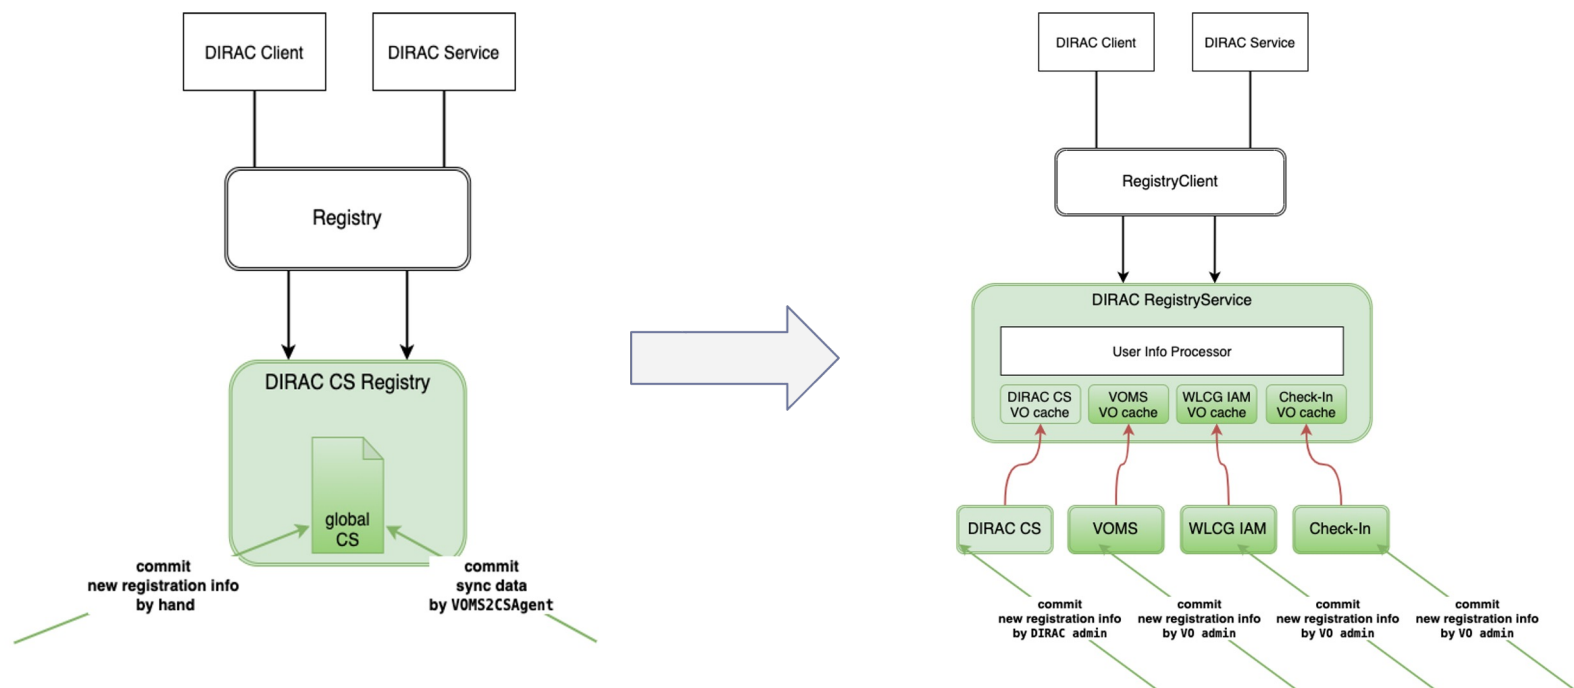 DIRAC Client
DIRAC Service
Registry
DIRAC CS Registry
global
CS
commit
new registration info
by hand
commit
sync data
by VOMS2CSAgent
DIRAC Client
DIRAC Service
RegistryClient
DIRAC RegistryService
User Info Processor
DIRAC CS
VO cache
VOMS
VO cache
WLCG IAM
VO cache
Check-In
VO cache
DIRAC CS
VOMS
WLCG IAM
Check-In
commit
new registration info
by DIRAC admin
commit
new registration info
by VO admin
commit
new registration info
by VO admin
commit
new registration info
by VO admin